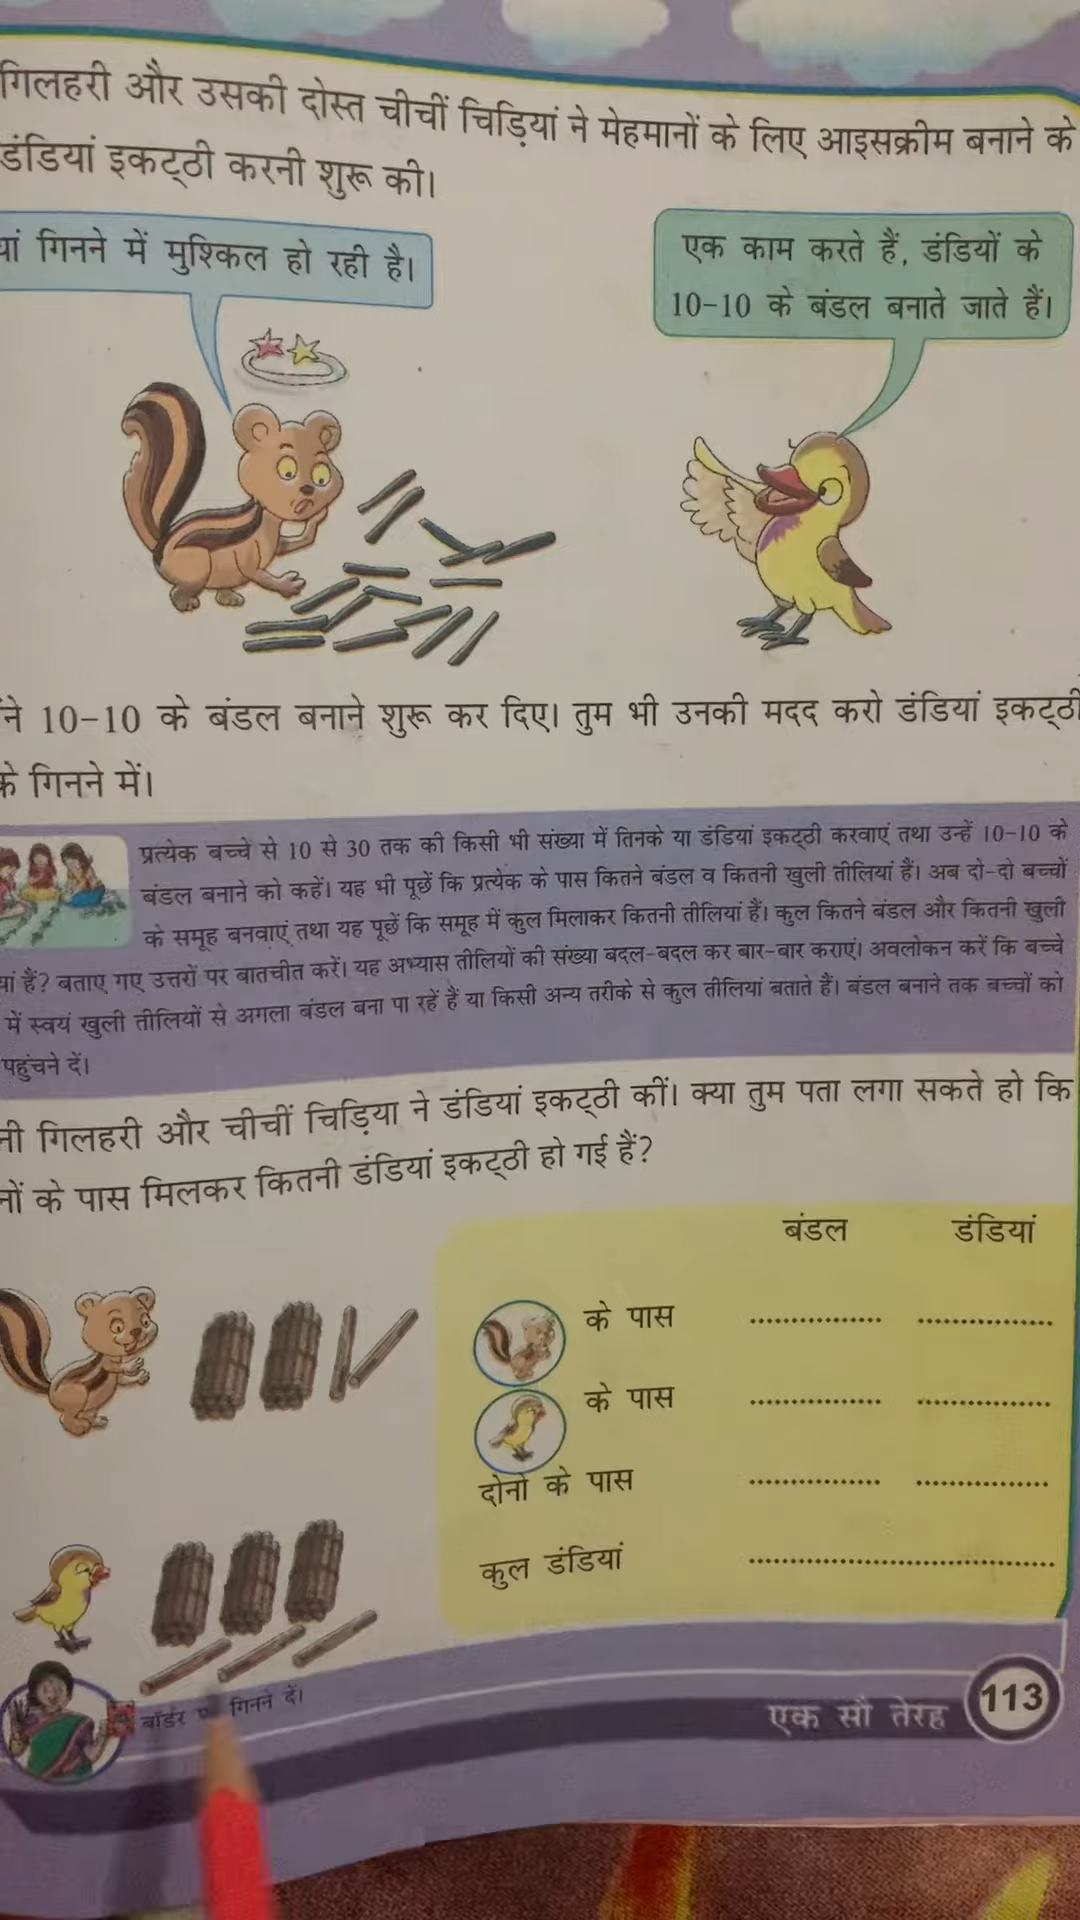 गिलहरी और उसकी दोस्त चीचीं चिड़ियां ने मेहमानों के लिए आइसक्रीम बनाने के
डंडियां इकट्ठी करनी शुरू की।
गिनने में मुश्किल हो रही है।
एक काम करते हैं, डंडियों के
10-10 के बंडल बनाते जाते हैं।
ने 10-10 के बंडल बनाने शुरू कर दिए। तुम भी उनकी मदद करो डंडियां इकट्ठी
के गिनने में।
प्रत्येक बच्चे से 10 से 30 तक की किसी भी संख्या में तिनके या डंडियां इकट्ठी करवाएं तथा उन्हें 10-10 के
बंडल बनाने को कहें। यह भी पूछें कि प्रत्येक के पास कितने बंडल व कितनी खुली तीलियां हैं। अब दो-दो बच्चों
के समूह बनवाएं तथा यह पूछें कि समूह में कुल मिलाकर कितनी तीलियां हैं। कुल कितने बंडल और कितनी खुली
हैं? बताए गए उत्तरों पर बातचीत करें। यह अभ्यास तीलियों की संख्या बदल-बदल कर बार-बार कराएं। अवलोकन करें कि बच्चे
में स्वयं खुली तीलियों से अगला बंडल बना पा रहें हैं या किसी अन्य तरीके से कुल तीलियां बताते हैं। बंडल बनाने तक बच्चों को
पहुंचने दें।
गिलहरी और चीचीं चिड़िया ने डंडियां इकट्ठी कीं। क्या तुम पता लगा सकते हो कि
के पास मिलकर कितनी डंडियां इकट्ठी हो गई हैं?
बंडल डंडियां
के पास ............... ...............
के पास ............... ...............
दोनो के पास ............... ...............
कुल डंडियां ...................................
बॉर्डर गिनने दें।
एक सौ तेरह 113